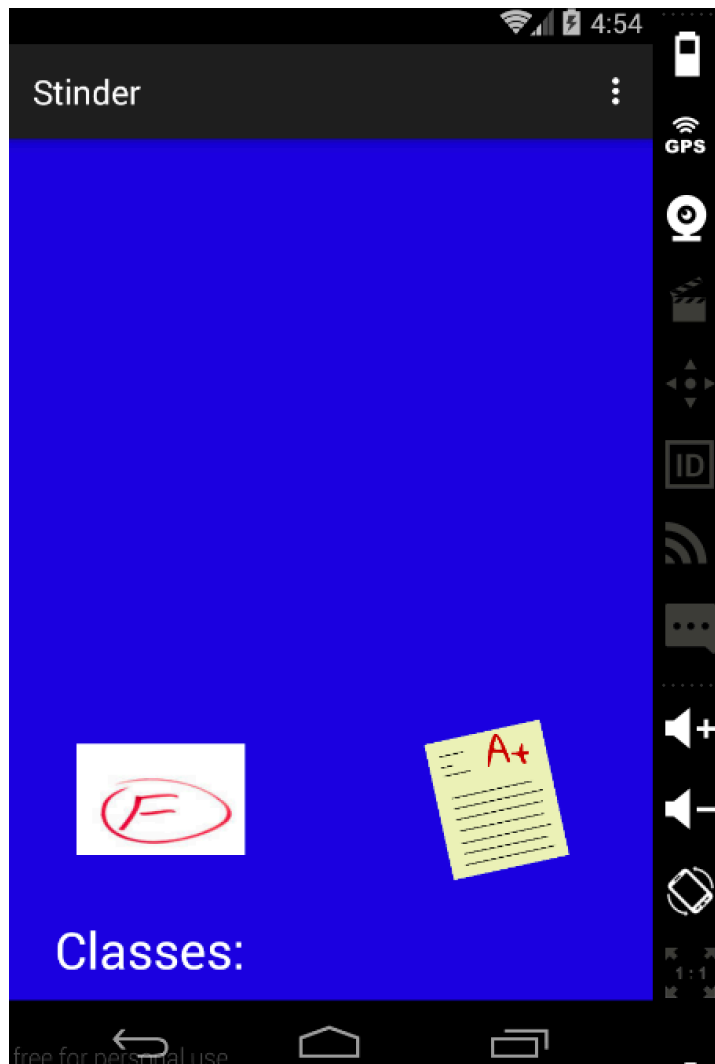 4:54
Stinder
GPS
ID
F
A+
Classes:
1:1
free for personal use